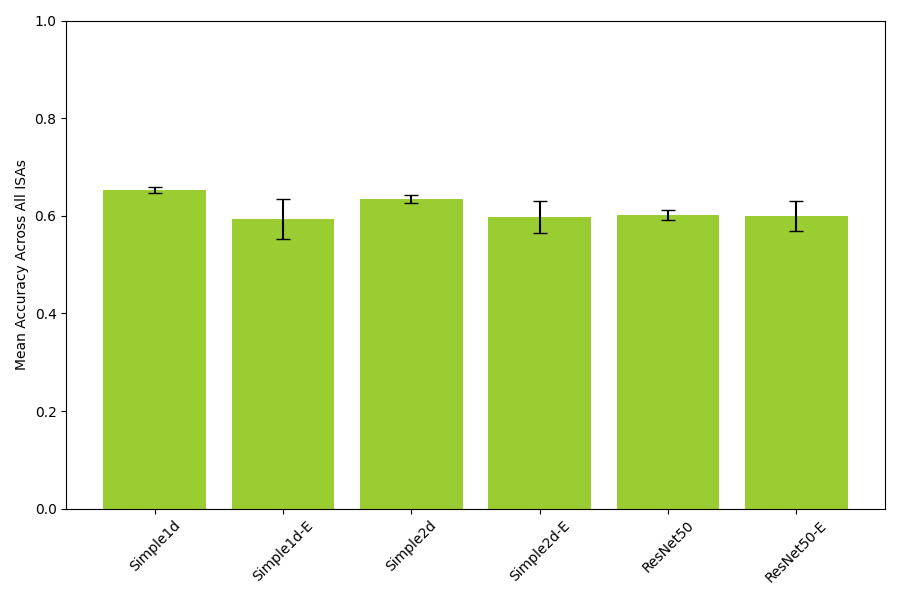 Mean Accuracy Across All ISAs
1.0
0.8
0.6
0.4
0.2
0.0
Simple1d
Simple1d-E
Simple2d
Simple2d-E
ResNet50
ResNet50-E